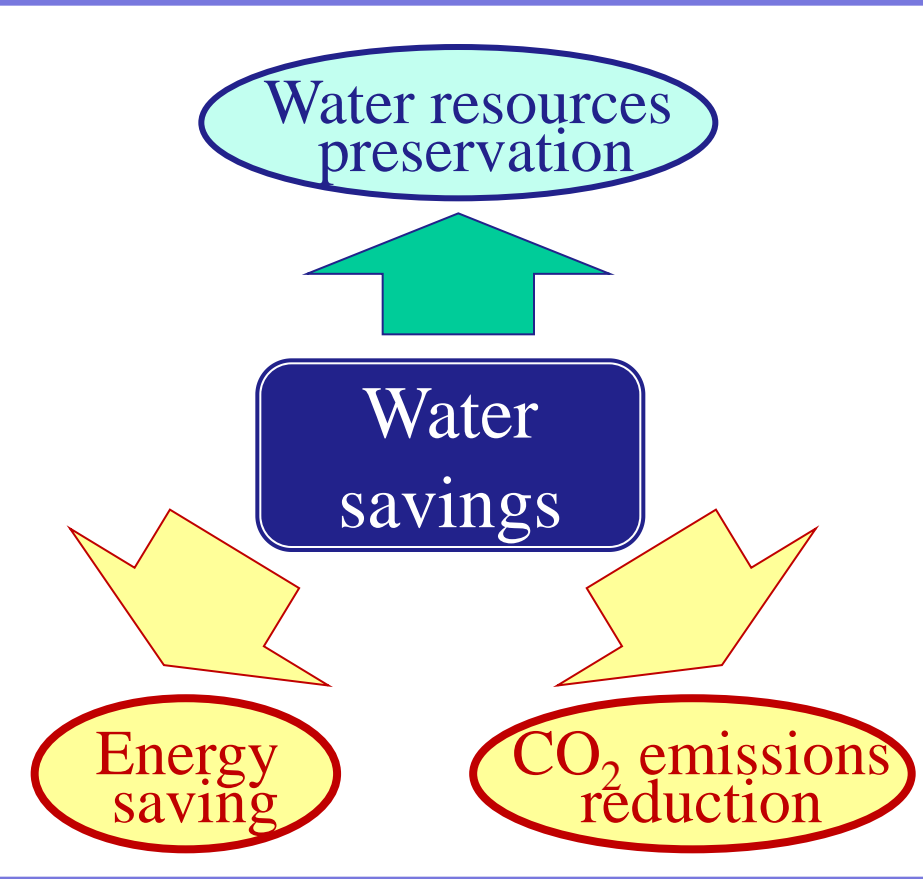 Water resources
preservation
Water
savings
Energy
saving
CO₂ emissions
reduction